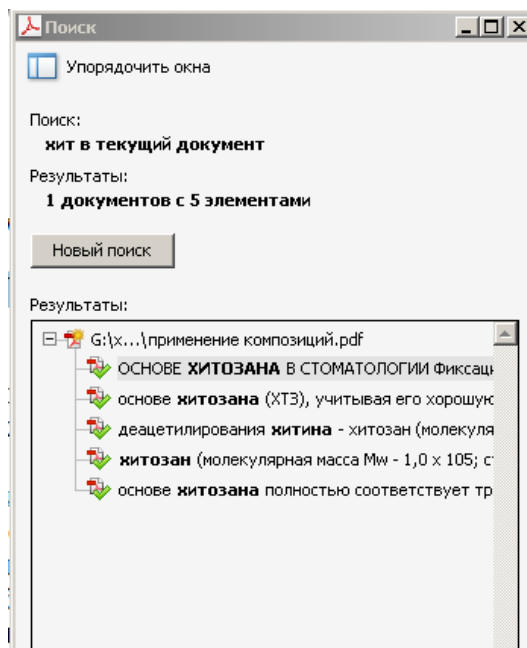 Поиск
Упорядочить окна
Поиск:
хит в текущий документ
Результаты:
1 документов с 5 элементами
Новый поиск
Результаты:
G:\х...\применение композиций.pdf
ОСНОВЕ ХИТОЗАНА В СТОМАТОЛОГИИ Фиксаци
основе хитозана (ХТЗ), учитывая его хорошую
деацетилирования хитина - хитозан (молекуля
хитозан (молекулярная масса Mw - 1,0 x 105; с
основе хитозана полностью соответствует тр